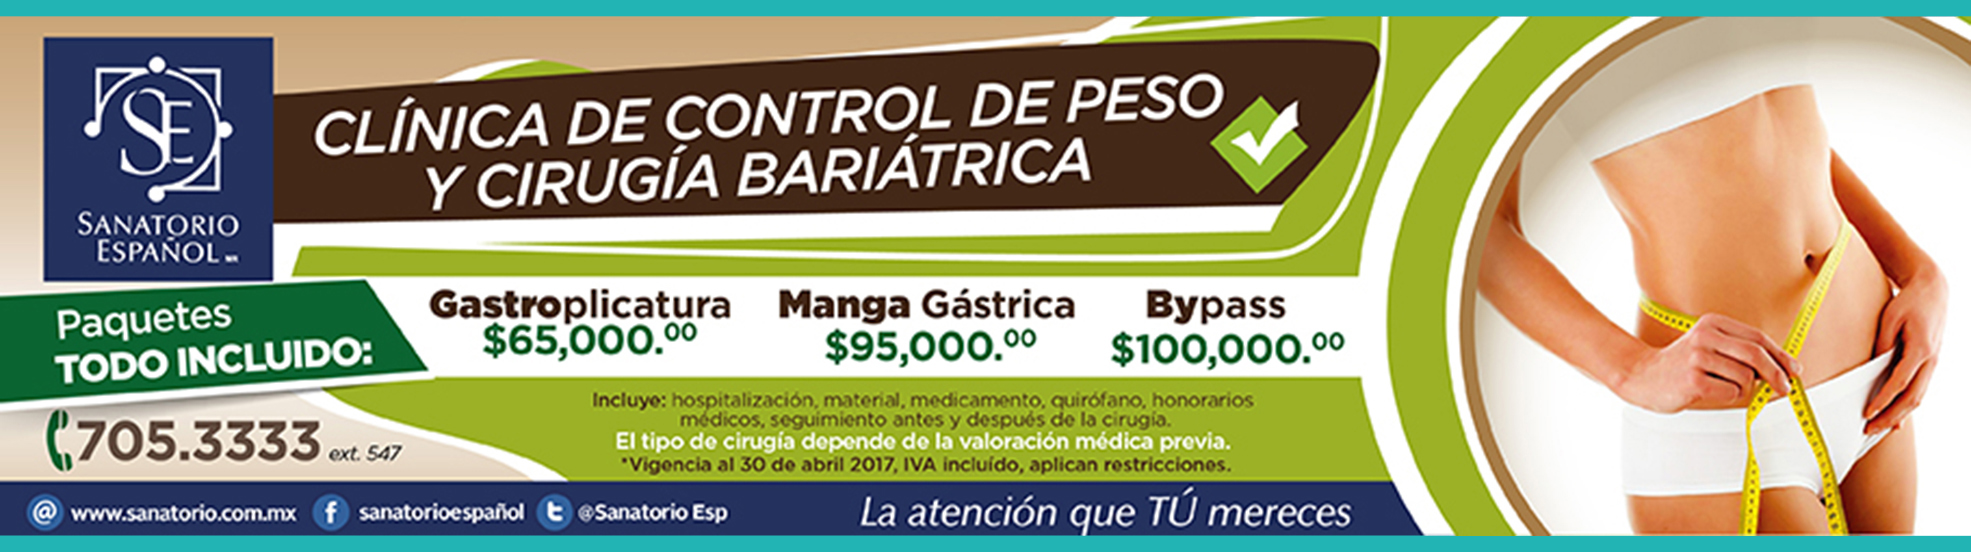 SE
SANATORIO
ESPAÑOL MR
CLÍNICA DE CONTROL DE PESO
Y CIRUGÍA BARIÁTRICA
Paquetes
TODO INCLUIDO:
Gastroplicatura
$65,000.00
Manga Gástrica
$95,000.00
Bypass
$100,000.00
Incluye: hospitalización, material, medicamento, quirófano, honorarios
médicos, seguimiento antes y después de la cirugía.
El tipo de cirugía depende de la valoración médica previa.
*Vigencia al 30 de abril 2017, IVA incluído, aplican restricciones.
705.3333 ext. 547
@ www.sanatorio.com.mx f sanatorioespañol t @Sanatorio Esp
La atención que TÚ mereces